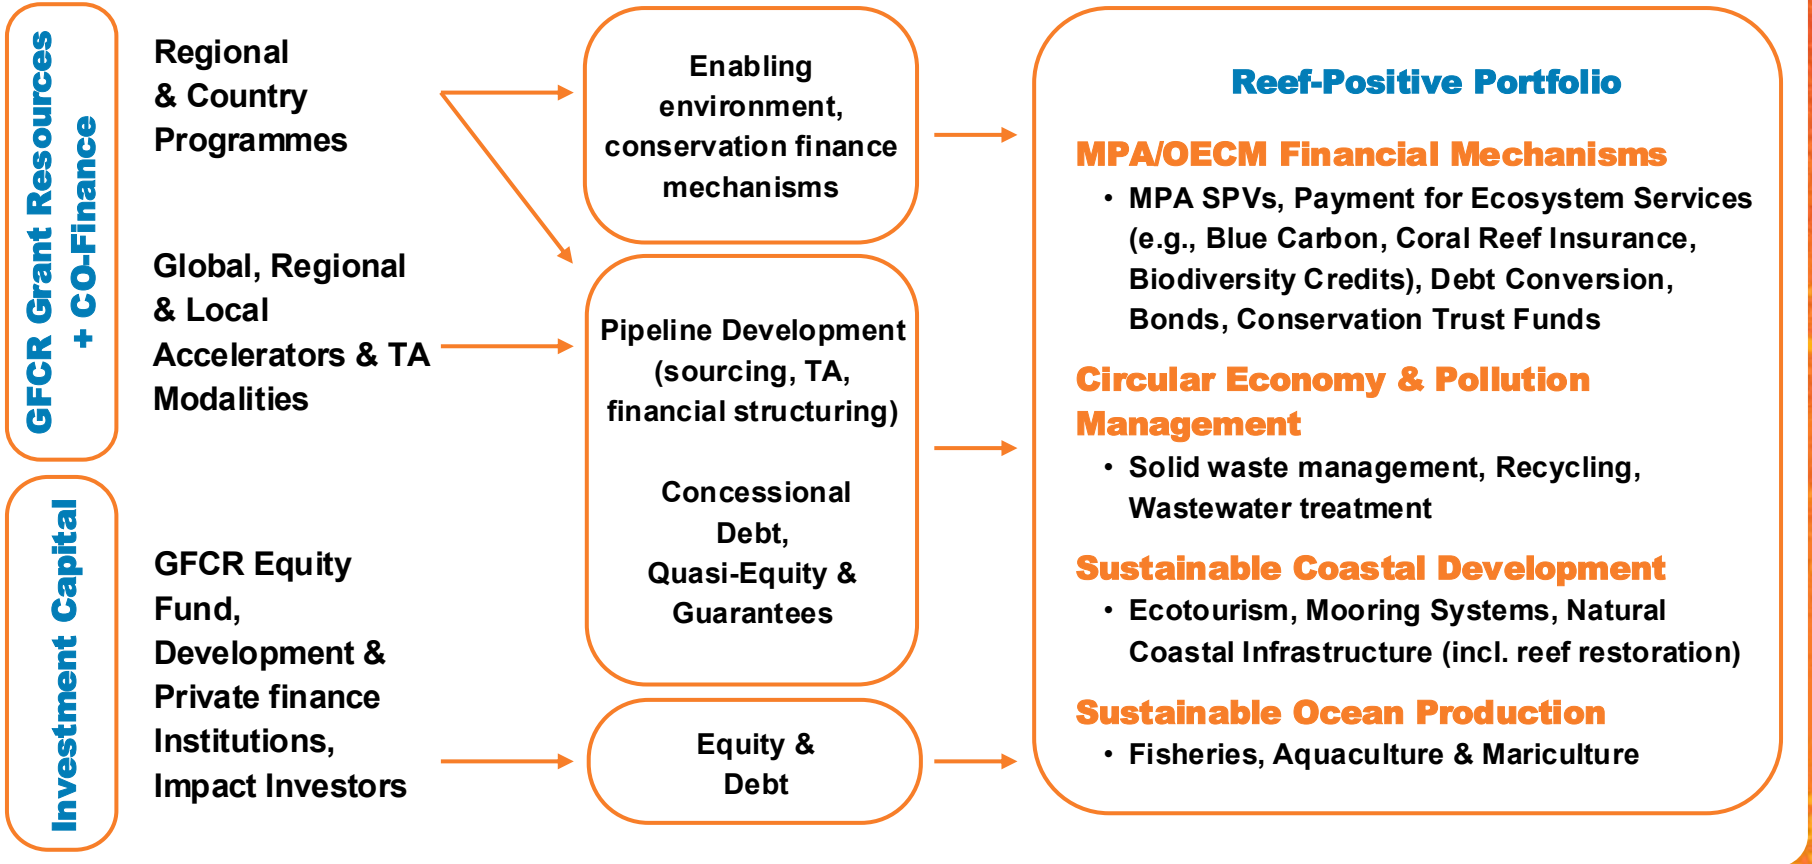 GFCR Grant Resources
+ CO-Finance
Regional
& Country
Programmes
Global, Regional
& Local
Accelerators & TA
Modalities
Investment Capital
GFCR Equity
Fund,
Development &
Private finance
Institutions,
Impact Investors
Enabling
environment,
conservation finance
mechanisms
Pipeline Development
(sourcing, TA,
financial structuring)
Concessional
Debt,
Quasi-Equity &
Guarantees
Equity &
Debt
Reef-Positive Portfolio
MPA/OECM Financial Mechanisms
• MPA SPVs, Payment for Ecosystem Services
(e.g., Blue Carbon, Coral Reef Insurance,
Biodiversity Credits), Debt Conversion,
Bonds, Conservation Trust Funds
Circular Economy & Pollution
Management
• Solid waste management, Recycling,
Wastewater treatment
Sustainable Coastal Development
• Ecotourism, Mooring Systems, Natural
Coastal Infrastructure (incl. reef restoration)
Sustainable Ocean Production
• Fisheries, Aquaculture & Mariculture